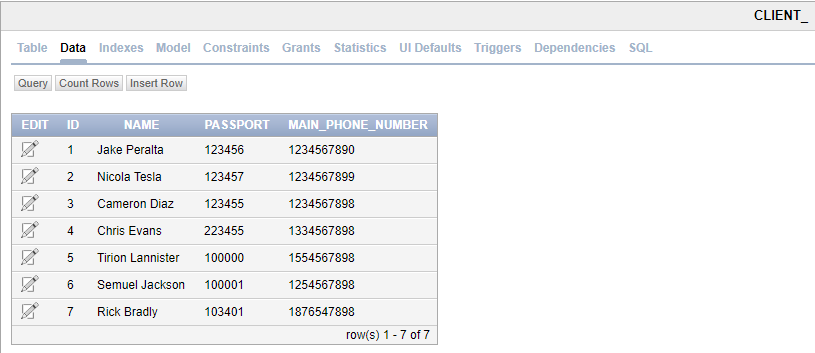 CLIENT_
Table Data Indexes Model Constraints Grants Statistics UI Defaults Triggers Dependencies SQL
Query Count Rows Insert Row
EDIT ID NAME PASSPORT MAIN_PHONE_NUMBER
1 Jake Peralta 123456 1234567890
2 Nicola Tesla 123457 1234567899
3 Cameron Diaz 123455 1234567898
4 Chris Evans 223455 1334567898
5 Tirion Lannister 100000 1554567898
6 Semuel Jackson 100001 1254567898
7 Rick Bradly 103401 1876547898
row(s) 1 - 7 of 7